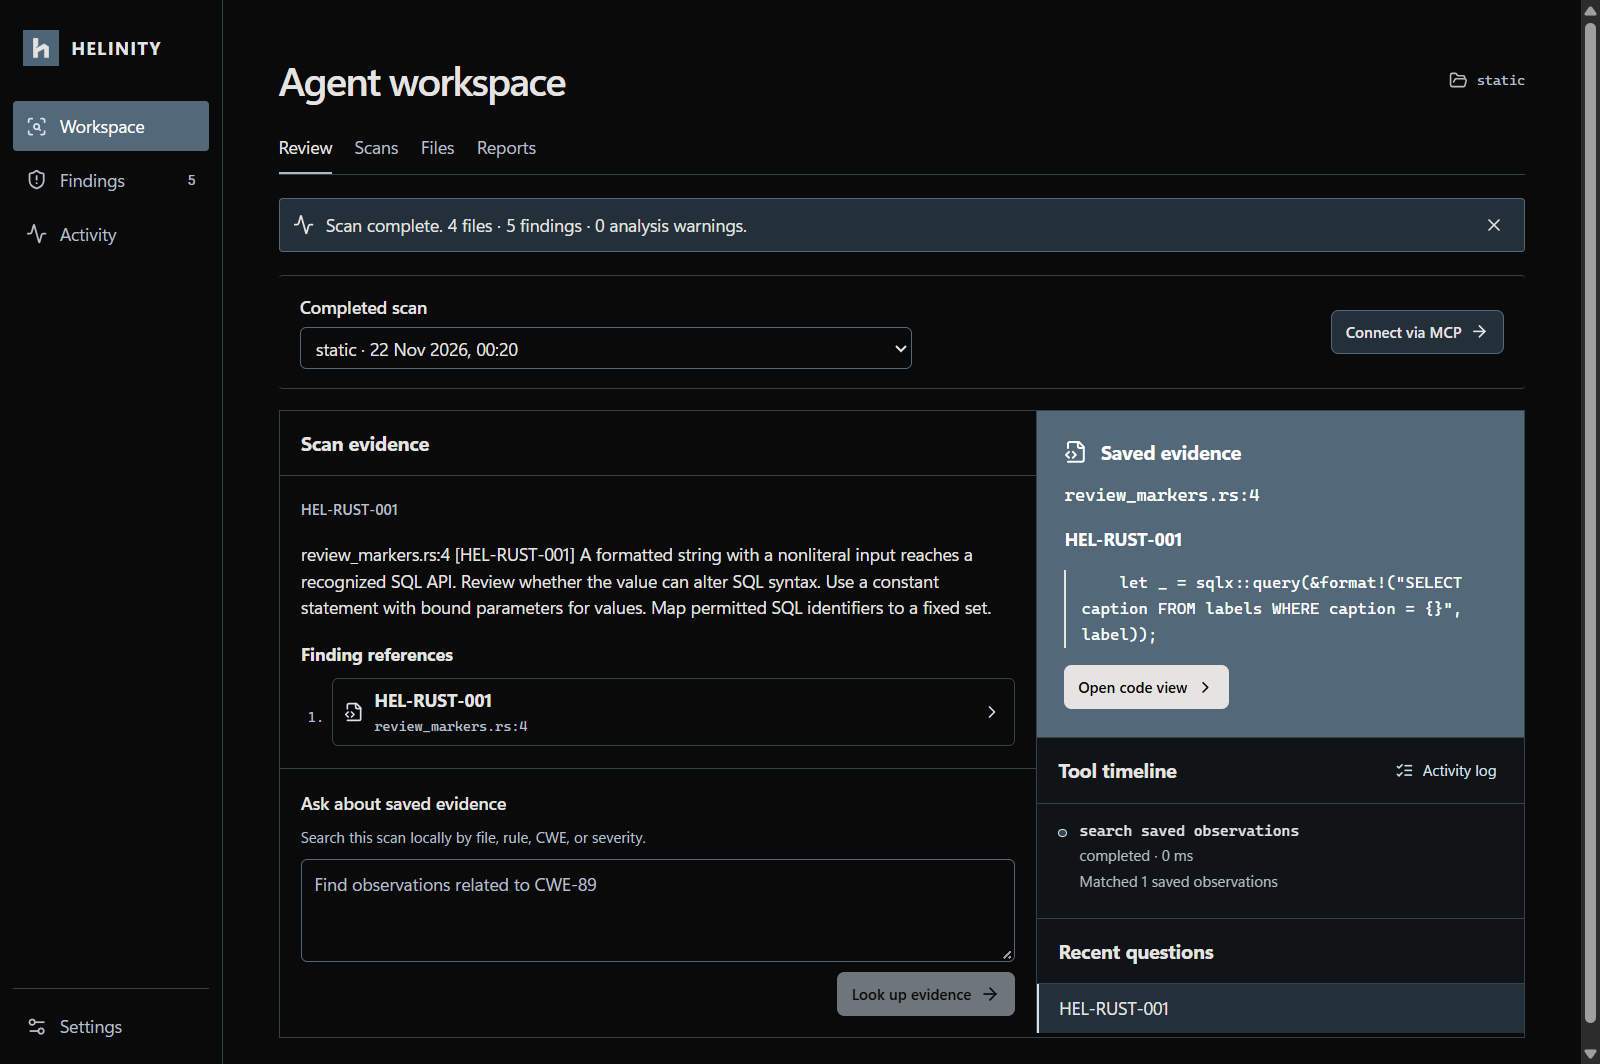 HELINITY
Workspace
Findings 5
Activity
Settings
Agent workspace
static
Review Scans Files Reports
Scan complete. 4 files · 5 findings · 0 analysis warnings.
Completed scan
static · 22 Nov 2026, 00:20
Connect via MCP
Scan evidence
HEL-RUST-001
review_markers.rs:4 [HEL-RUST-001] A formatted string with a nonliteral input reaches a
recognized SQL API. Review whether the value can alter SQL syntax. Use a constant
statement with bound parameters for values. Map permitted SQL identifiers to a fixed set.
Finding references
1.
HEL-RUST-001
review_markers.rs:4
Ask about saved evidence
Search this scan locally by file, rule, CWE, or severity.
Find observations related to CWE-89
Look up evidence
Saved evidence
review_markers.rs:4
HEL-RUST-001
let _ = sqlx::query(&format!("SELECT
caption FROM labels WHERE caption = {}",
label));
Open code view
Tool timeline
Activity log
search saved observations
completed · 0 ms
Matched 1 saved observations
Recent questions
HEL-RUST-001